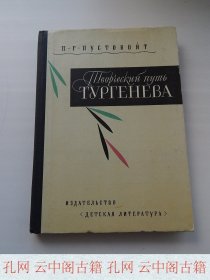 П·Г·ПУСТОВОЙТ
Творческий путь
ТУРГЕНЕВА
ИЗДАТЕЛЬСТВО
«ДЕТСКАЯ ЛИТЕРАТУРА»
孔网 云中阁古籍 孔网 云中阁古籍